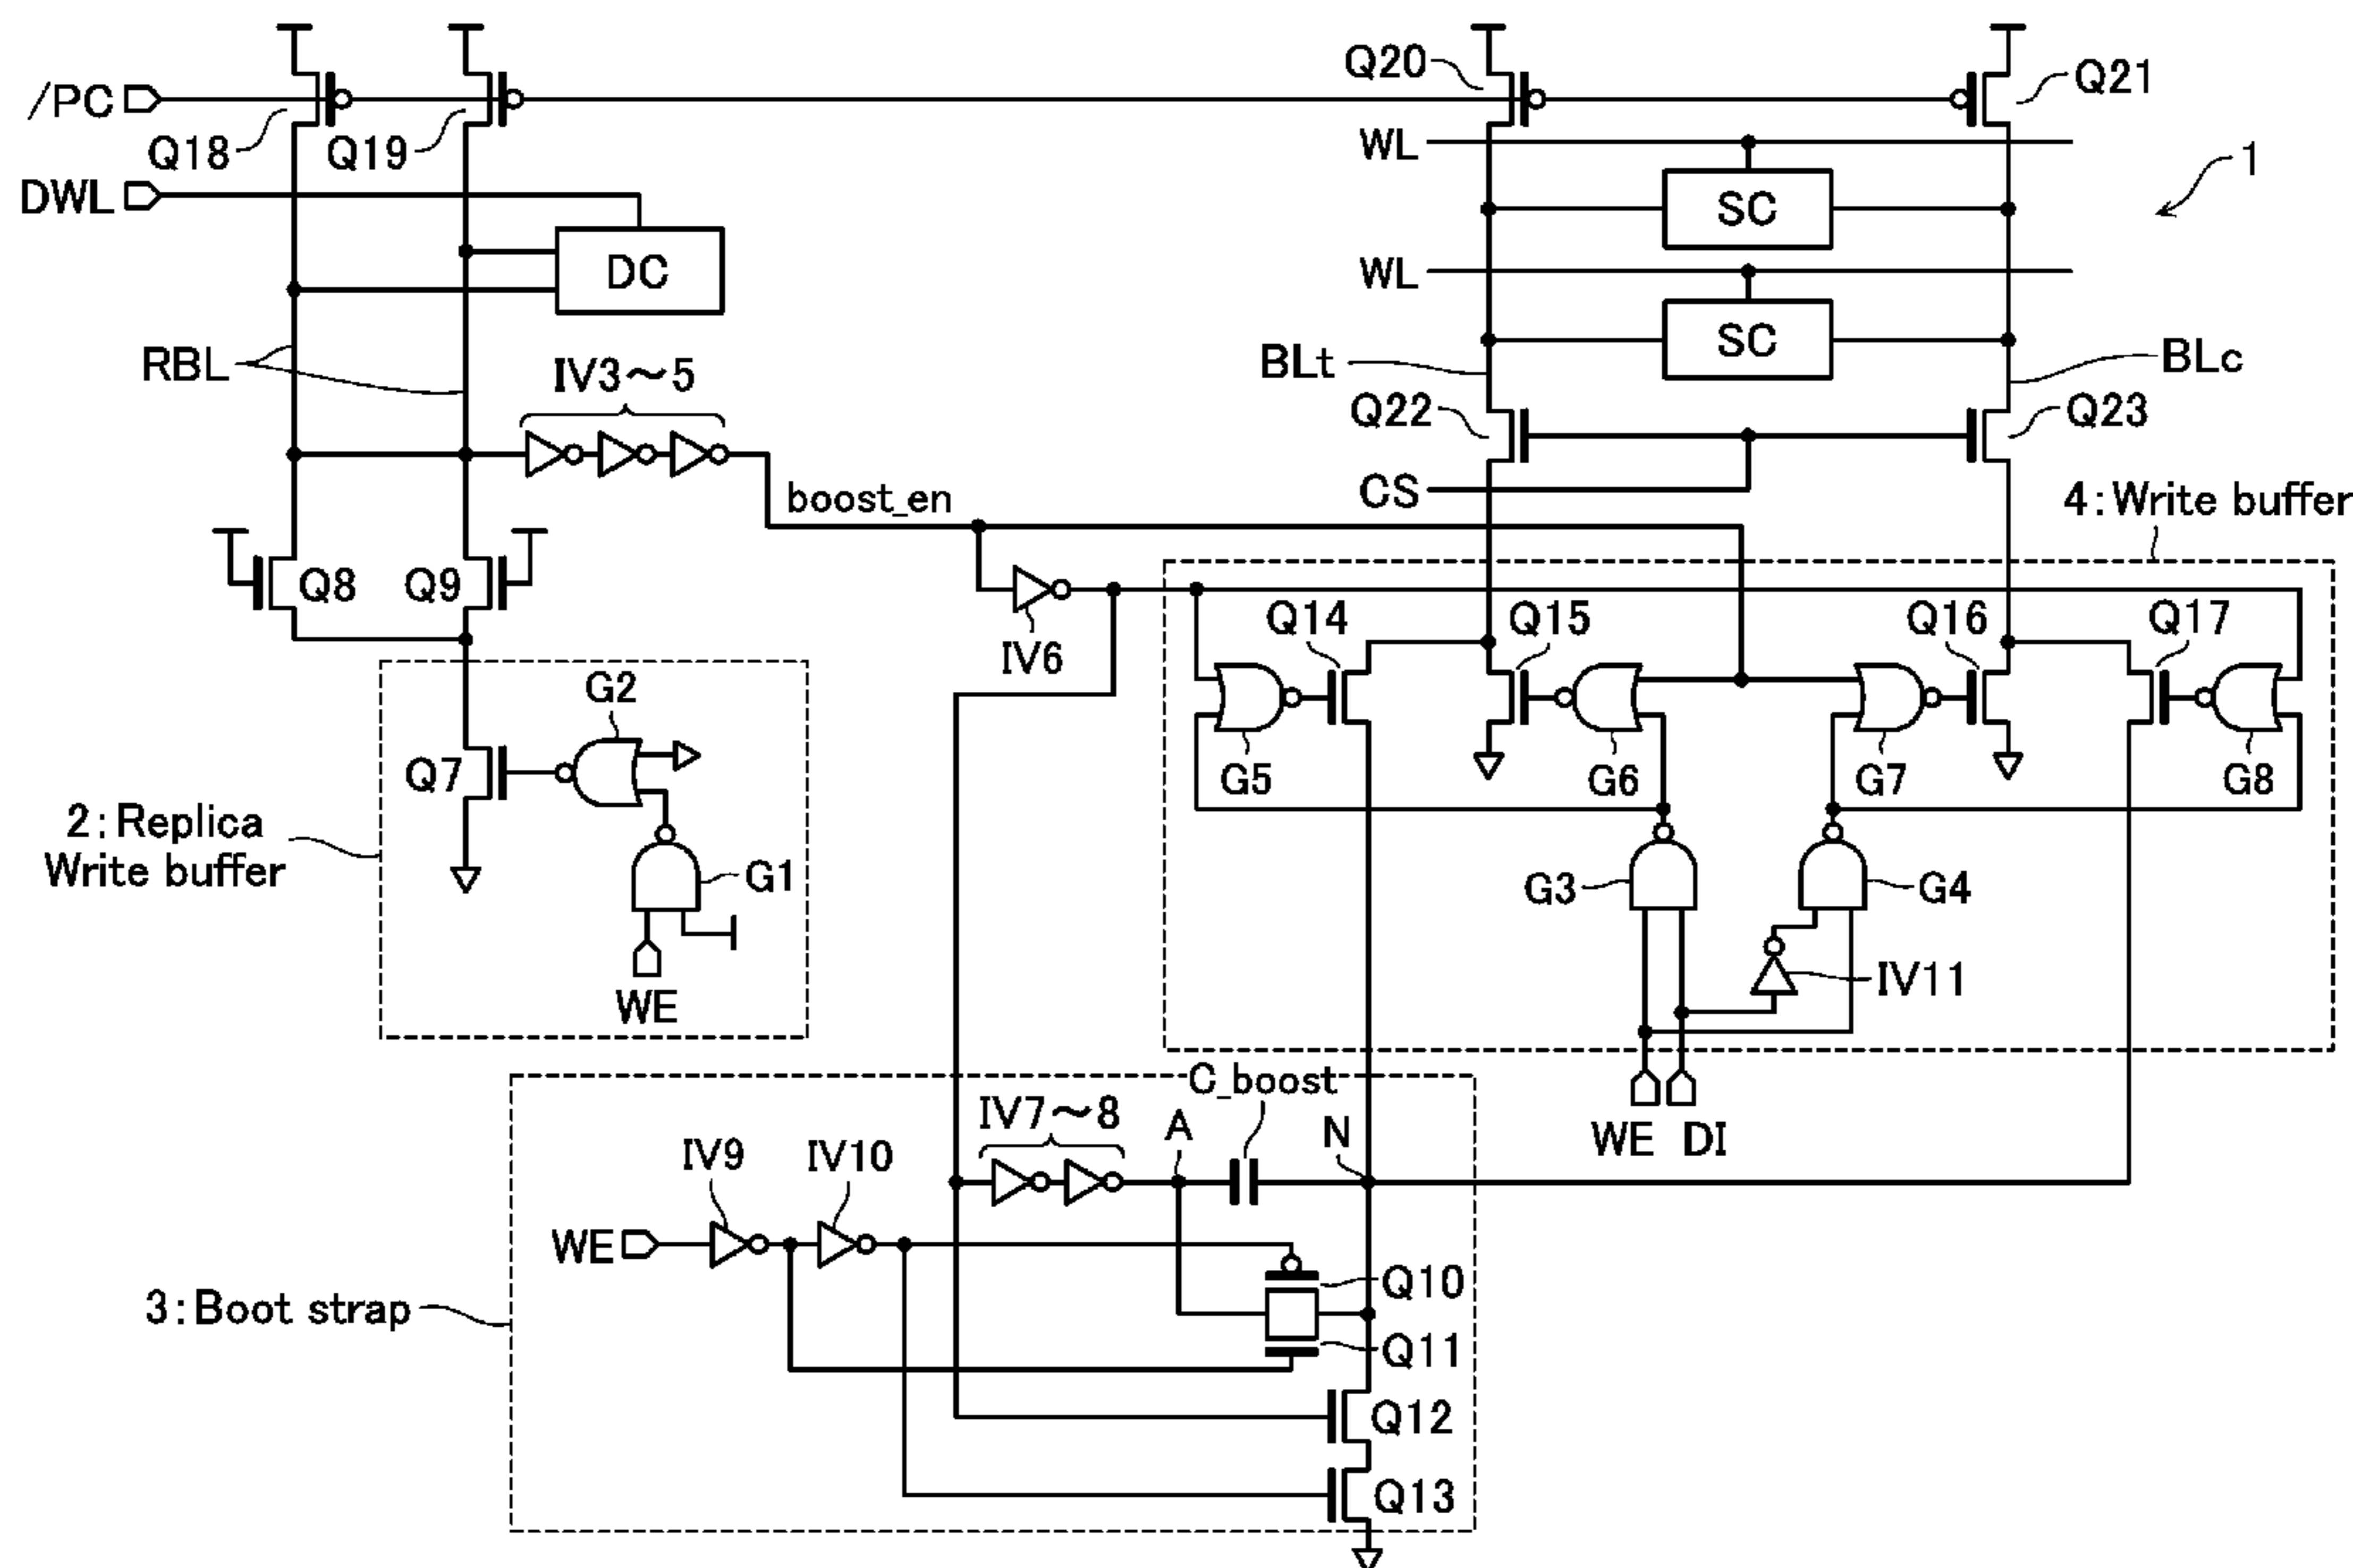 /PC
Q18
Q19
Q20
Q21
WL
DWL
SC
1
DC
WL
SC
RBL
IV3～5
BLt
BLc
Q22
Q23
boost_en
CS
4:Write buffer
Q8
Q9
IV6
Q14
Q15
Q16
Q17
G2
G5
G6
G7
G8
Q7
2:Replica
Write buffer
G1
G3
G4
WE
IV11
C_boost
IV7～8
A
N
WE
DI
IV9
IV10
WE
Q10
3:Boot strap
Q11
Q12
Q13